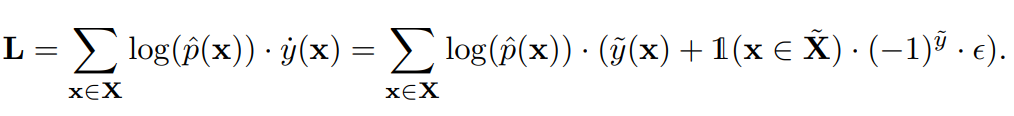 L = ∑_{x∈X} log(p̂(x)) · ẏ(x) = ∑_{x∈X} log(p̂(x)) · (ỹ(x) + 𝟙(x ∈ X̃) · (−1)^ỹ · ϵ).